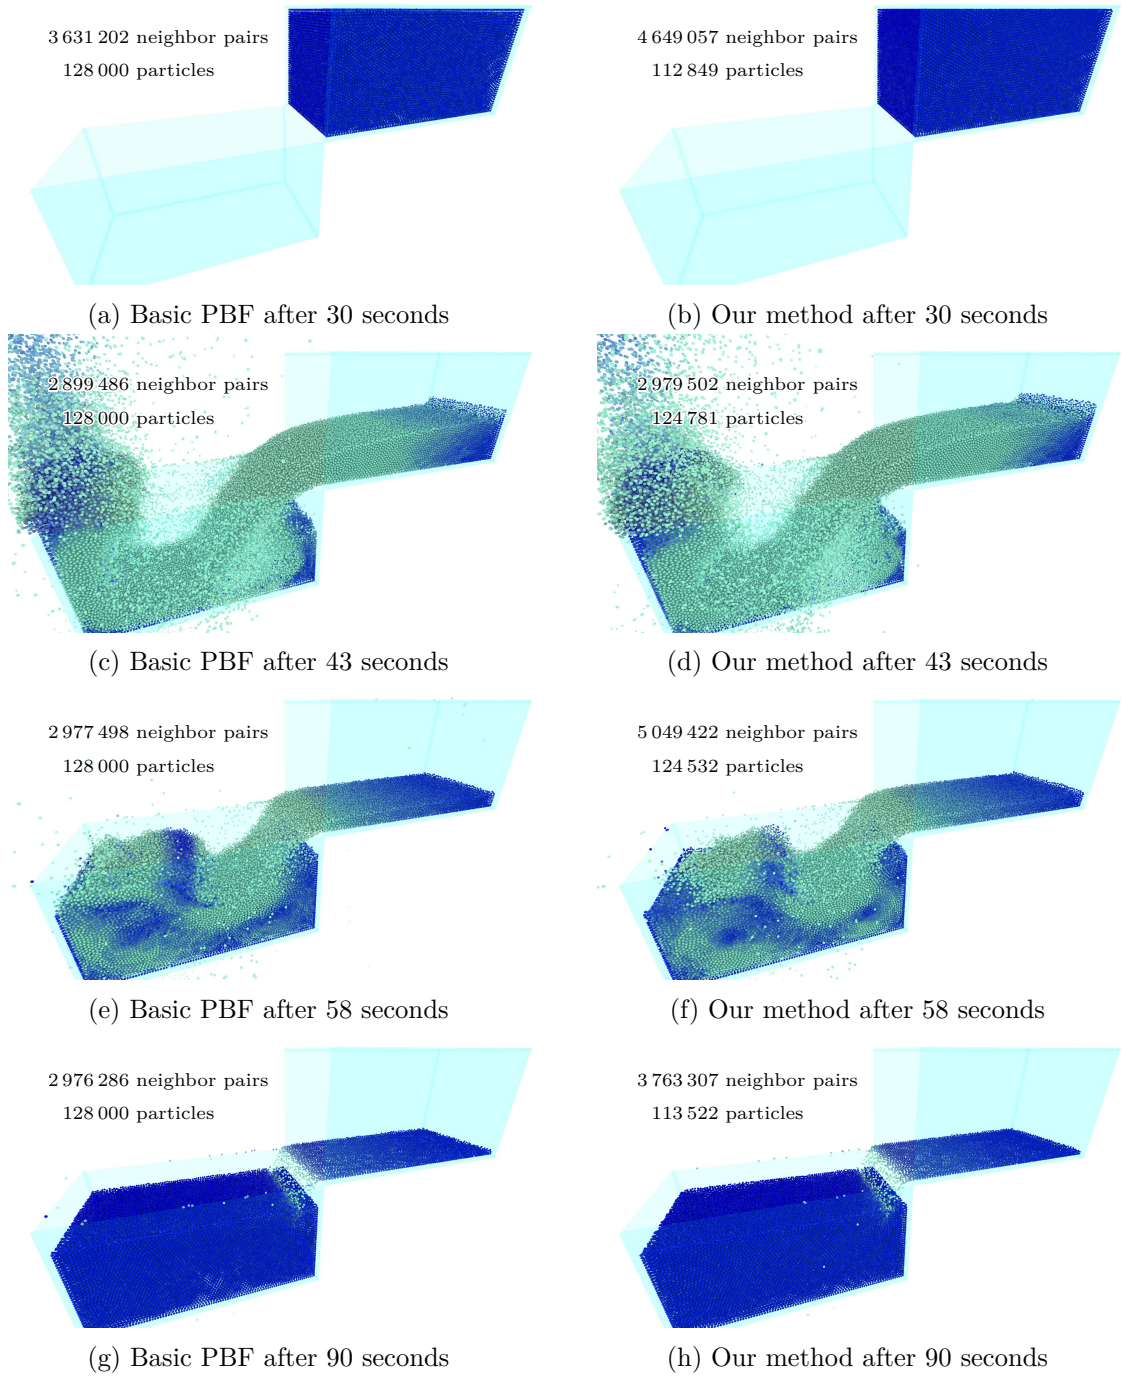 3 631 202 neighbor pairs
128 000 particles
4 649 057 neighbor pairs
112 849 particles
(a) Basic PBF after 30 seconds
(b) Our method after 30 seconds
2 899 486 neighbor pairs
128 000 particles
2 979 502 neighbor pairs
124 781 particles
(c) Basic PBF after 43 seconds
(d) Our method after 43 seconds
2 977 498 neighbor pairs
128 000 particles
5 049 422 neighbor pairs
124 532 particles
(e) Basic PBF after 58 seconds
(f) Our method after 58 seconds
2 976 286 neighbor pairs
128 000 particles
3 763 307 neighbor pairs
113 522 particles
(g) Basic PBF after 90 seconds
(h) Our method after 90 seconds